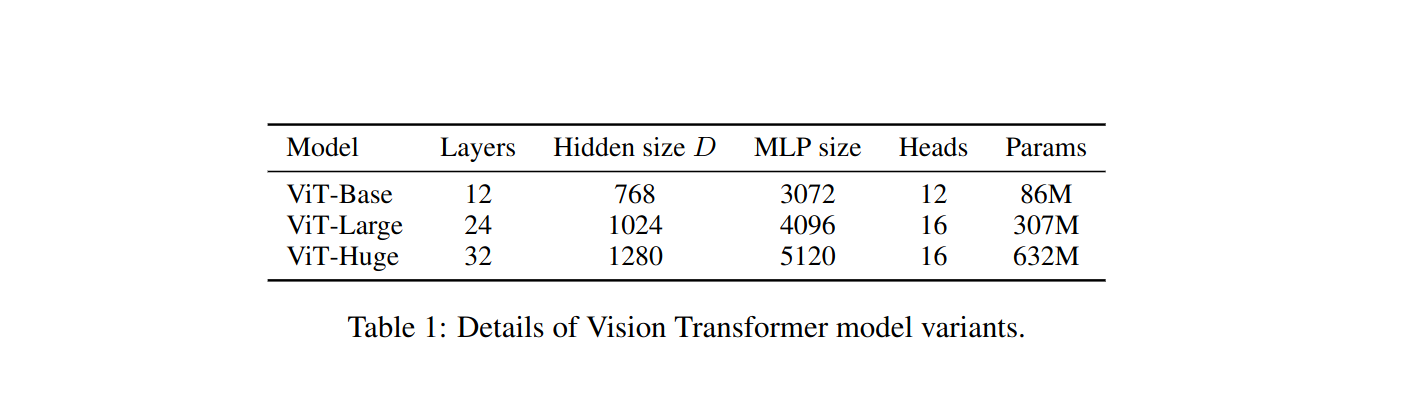 Model Layers Hidden size D MLP size Heads Params
ViT-Base 12 768 3072 12 86M
ViT-Large 24 1024 4096 16 307M
ViT-Huge 32 1280 5120 16 632M
Table 1: Details of Vision Transformer model variants.